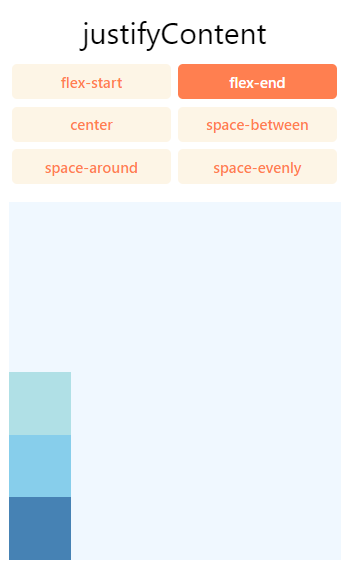 justifyContent
flex-start
flex-end
center
space-between
space-around
space-evenly